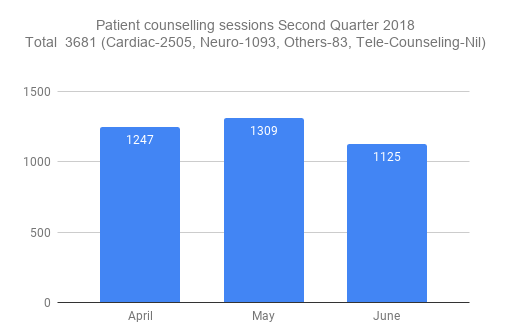 Patient counselling sessions Second Quarter 2018
Total  3681 (Cardiac-2505, Neuro-1093, Others-83, Tele-Counseling-Nil)
1500
1000
500
0
1247
1309
1125
April
May
June